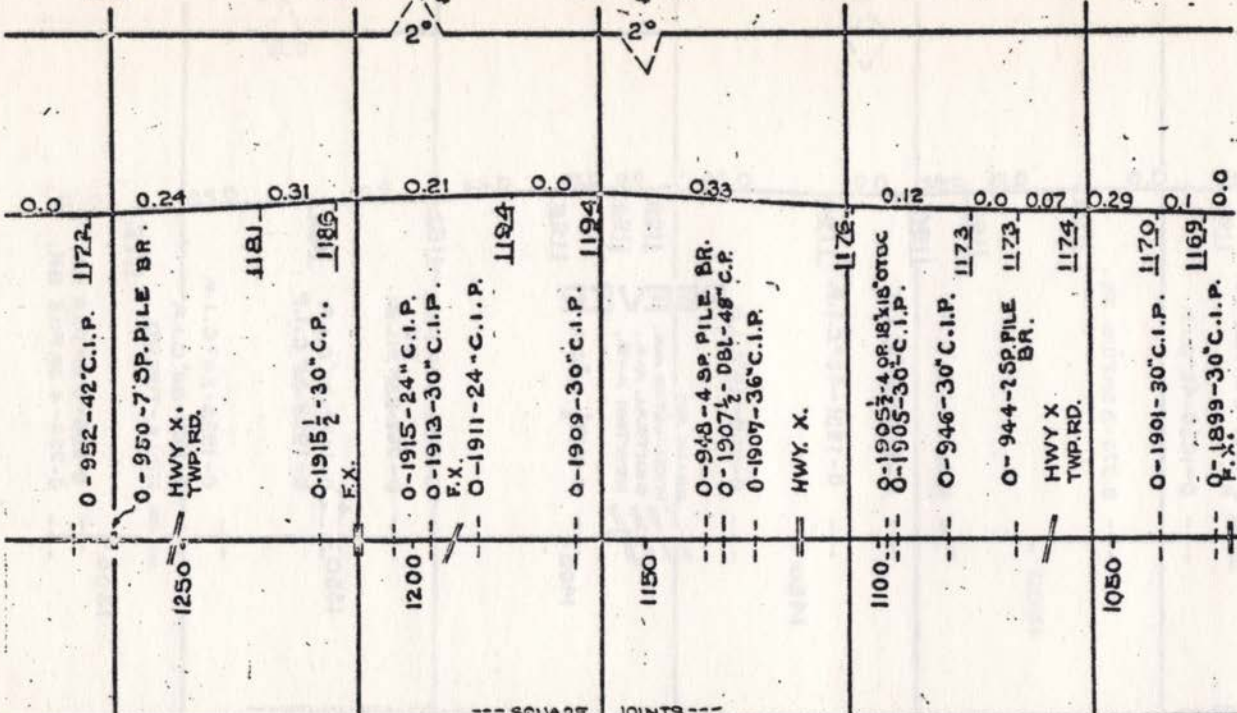 2°
2°
0.0
0.24
0.31
0.21
0.0
0.33
0.12
0.0
0.07
0.29
0.1
0.0
1172
1181
1186
1194
1194
1176
1173
1173
1174
1170
1169
0-952-42" C.I.P.
0-950-7 SP. PILE BR.
HWY X.
TWP. RD.
0-1915½-30" C.P.
F.X.
0-1915-24" C.I.P.
0-1913-30" C.I.P.
F.X.
0-1911-24" C.I.P.
0-1909-30" C.I.P.
0-948-4 SP. PILE BR.
0-1907½-DBL-48" C.P.
0-1907-36" C.I.P.
HWY. X.
0-1905-30" C.I.P.
0-946-30" C.I.P.
0-944-2 SP. PILE
BR.
HWY X
TWP. RD.
0-1901-30" C.I.P.
0-1899-30" C.I.P.
F.X.
1250
1200
1150
1100
1050
--- SQUARE JOINTS ---